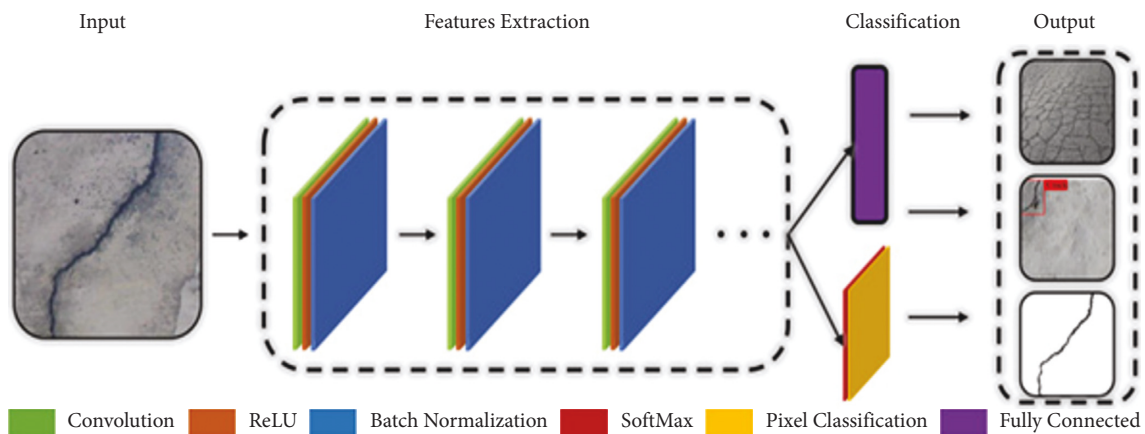 Input
Features Extraction
Classification
Output
Convolution
ReLU
Batch Normalization
SoftMax
Pixel Classification
Fully Connected